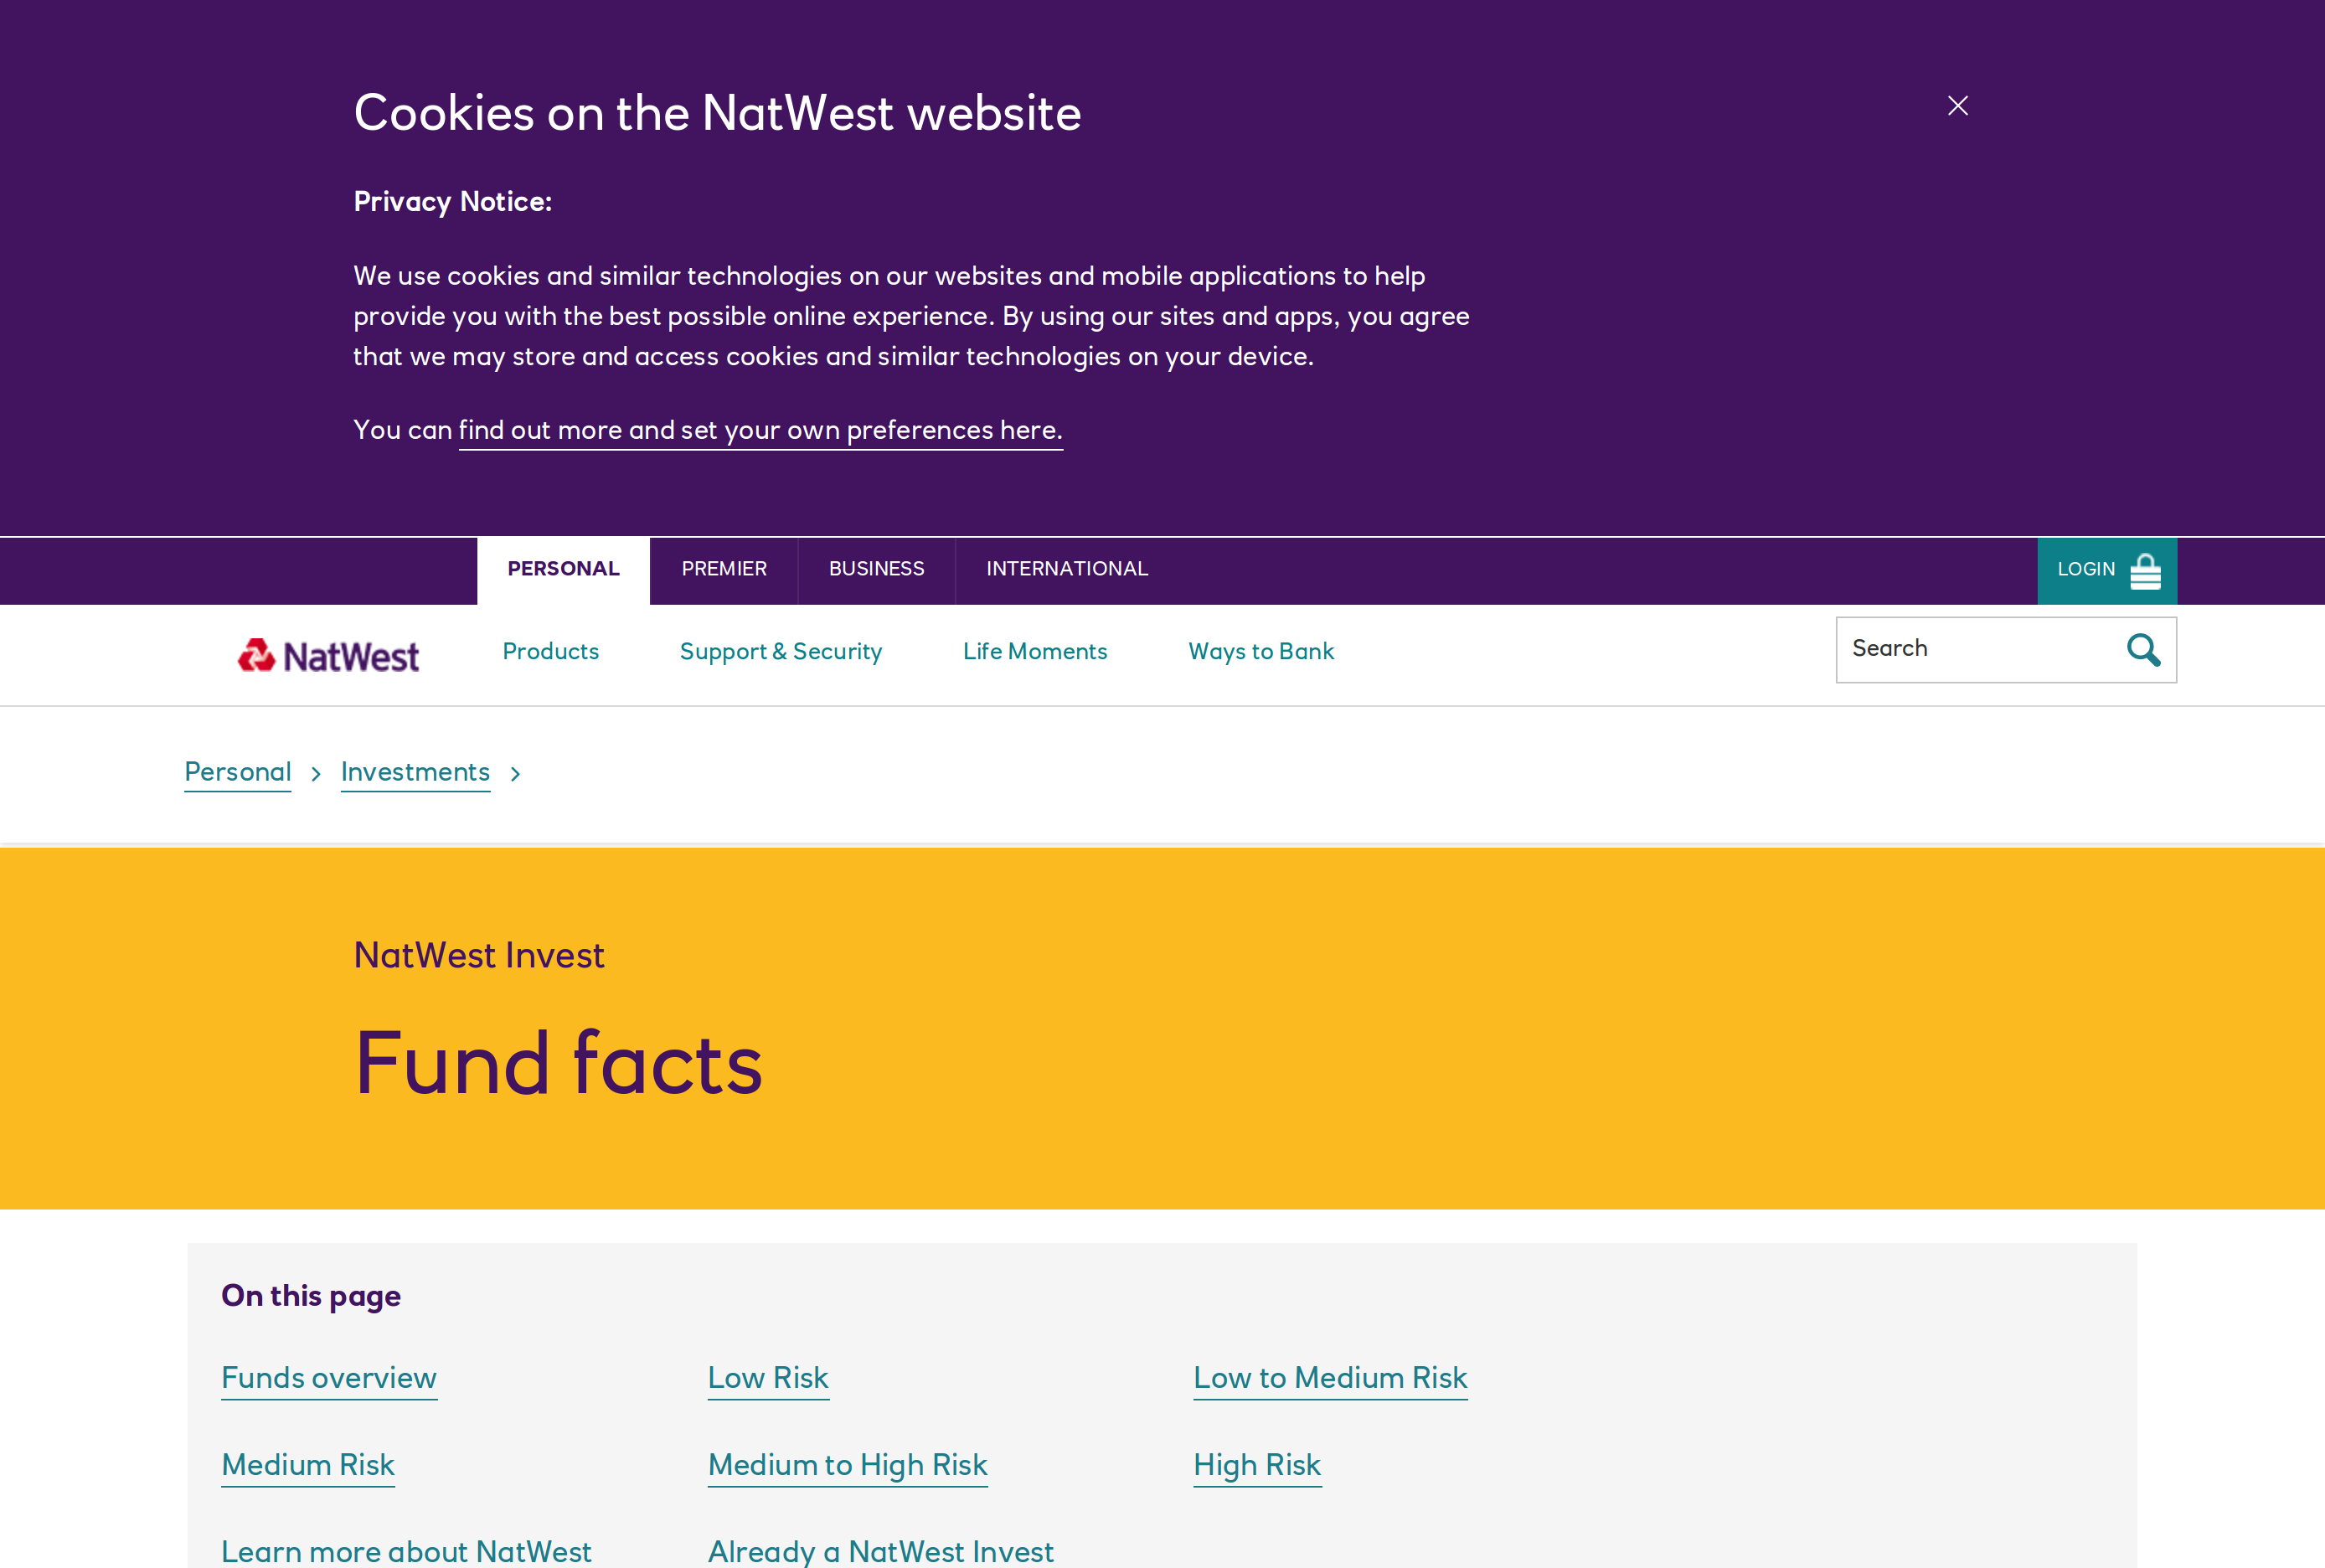 Cookies on the NatWest website
Privacy Notice:
We use cookies and similar technologies on our websites and mobile applications to help
provide you with the best possible online experience. By using our sites and apps, you agree
that we may store and access cookies and similar technologies on your device.
You can find out more and set your own preferences here.
PERSONAL PREMIER BUSINESS INTERNATIONAL LOGIN
NatWest Products Support & Security Life Moments Ways to Bank Search
Personal Investments
NatWest Invest
Fund facts
On this page
Funds overview Low Risk Low to Medium Risk
Medium Risk Medium to High Risk High Risk
Learn more about NatWest Already a NatWest Invest